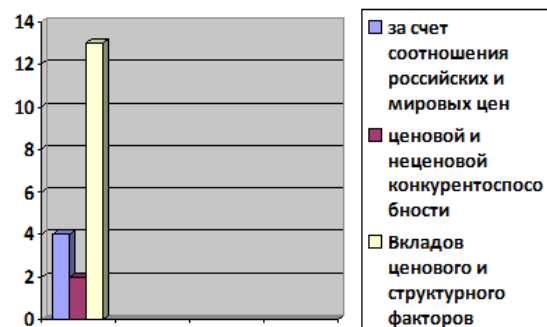 14
12
10
8
6
4
2
0
за счет
соотношения
российских и
мировых цен
ценовой и
неценовой
конкурентоспосо
бности
Вкладов
ценового и
структурного
факторов